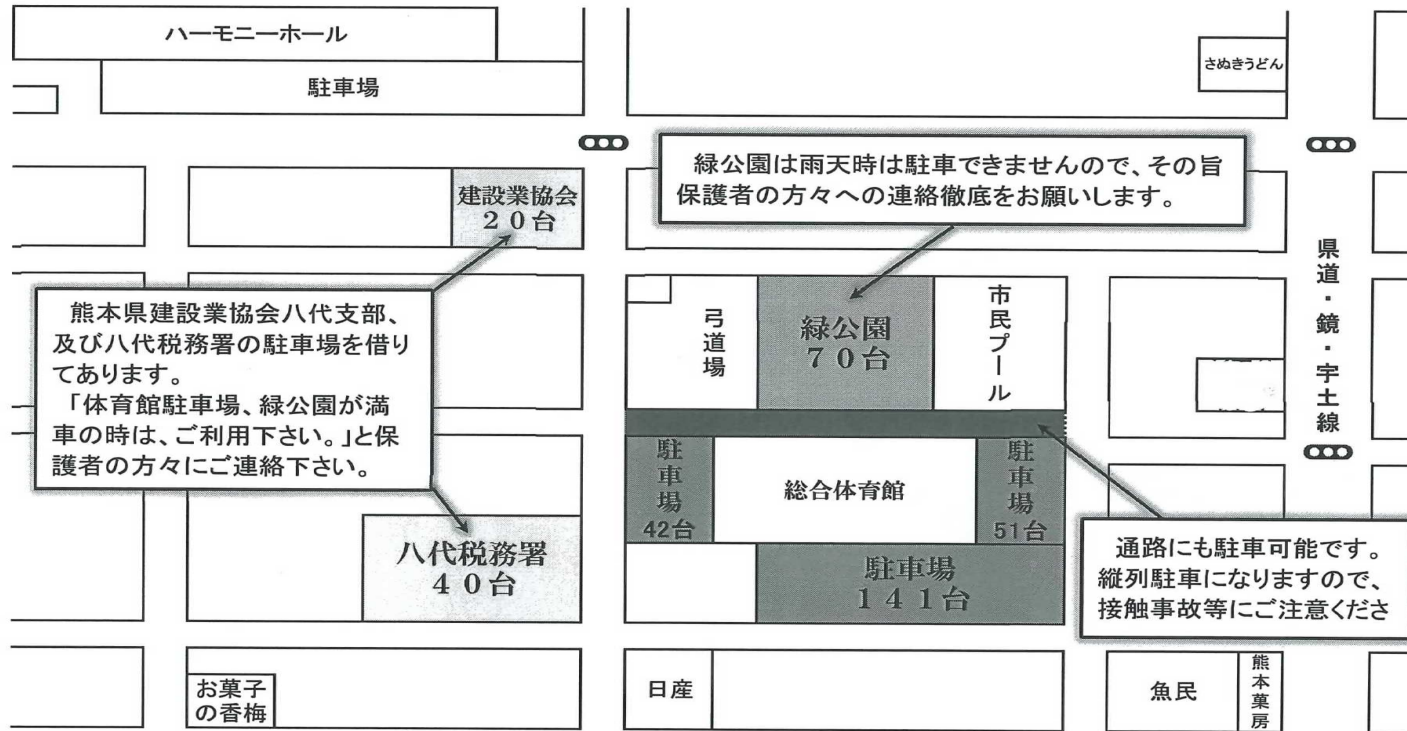 ハーモニーホール
駐車場
さぬきうどん
緑公園は雨天時は駐車できませんので、その旨
保護者の方々への連絡徹底をお願いします。
建設業協会
20台
県道・鏡・宇土線
熊本県建設業協会八代支部、
及び八代税務署の駐車場を借り
てあります。
「体育館駐車場、緑公園が満
車の時は、ご利用下さい。」と保
護者の方々にご連絡下さい。
弓道場
緑公園
70台
市民プール
駐車場
42台
総合体育館
駐車場
51台
八代税務署
40台
駐車場
141台
通路にも駐車可能です。
縦列駐車になりますので、
接触事故等にご注意くださ
お菓子
の香梅
日産
魚民
熊本菓房